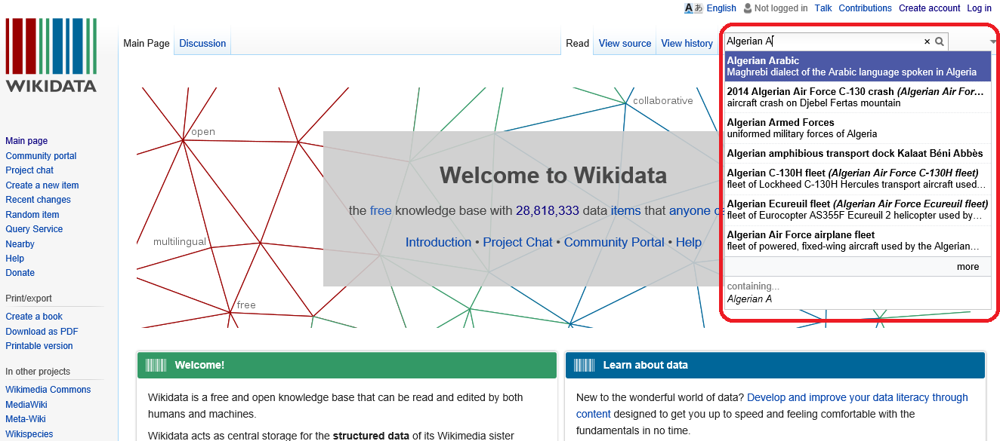 Aあ English Not logged in Talk Contributions Create account Log in
WIKIDATA
Main Page Discussion Read View source View history
Algerian A
Algerian Arabic
Maghrebi dialect of the Arabic language spoken in Algeria
2014 Algerian Air Force C-130 crash (Algerian Air For…
aircraft crash on Djebel Fertas mountain
Algerian Armed Forces
uniformed military forces of Algeria
Algerian amphibious transport dock Kalaat Béni Abbès
Algerian C-130H fleet (Algerian Air Force C-130H fleet)
fleet of Lockheed C-130H Hercules transport aircraft used…
Algerian Ecureuil fleet (Algerian Air Force Ecureuil fleet)
fleet of Eurocopter AS355F Ecureuil 2 helicopter used by…
Algerian Air Force airplane fleet
fleet of powered, fixed-wing aircraft used by the Algerian…
more
containing...
Algerian A
Main page
Community portal
Project chat
Create a new item
Recent changes
Random item
Query Service
Nearby
Help
Donate
Print/export
Create a book
Download as PDF
Printable version
In other projects
Wikimedia Commons
MediaWiki
Meta-Wiki
Wikispecies
open
collaborative
multilingual
free
Welcome to Wikidata
the free knowledge base with 28,818,333 data items that anyone
Introduction • Project Chat • Community Portal • Help
Welcome!
Wikidata is a free and open knowledge base that can be read and edited by both
humans and machines.
Wikidata acts as central storage for the structured data of its Wikimedia sister
Learn about data
New to the wonderful world of data? Develop and improve your data literacy through
content designed to get you up to speed and feeling comfortable with the
fundamentals in no time.